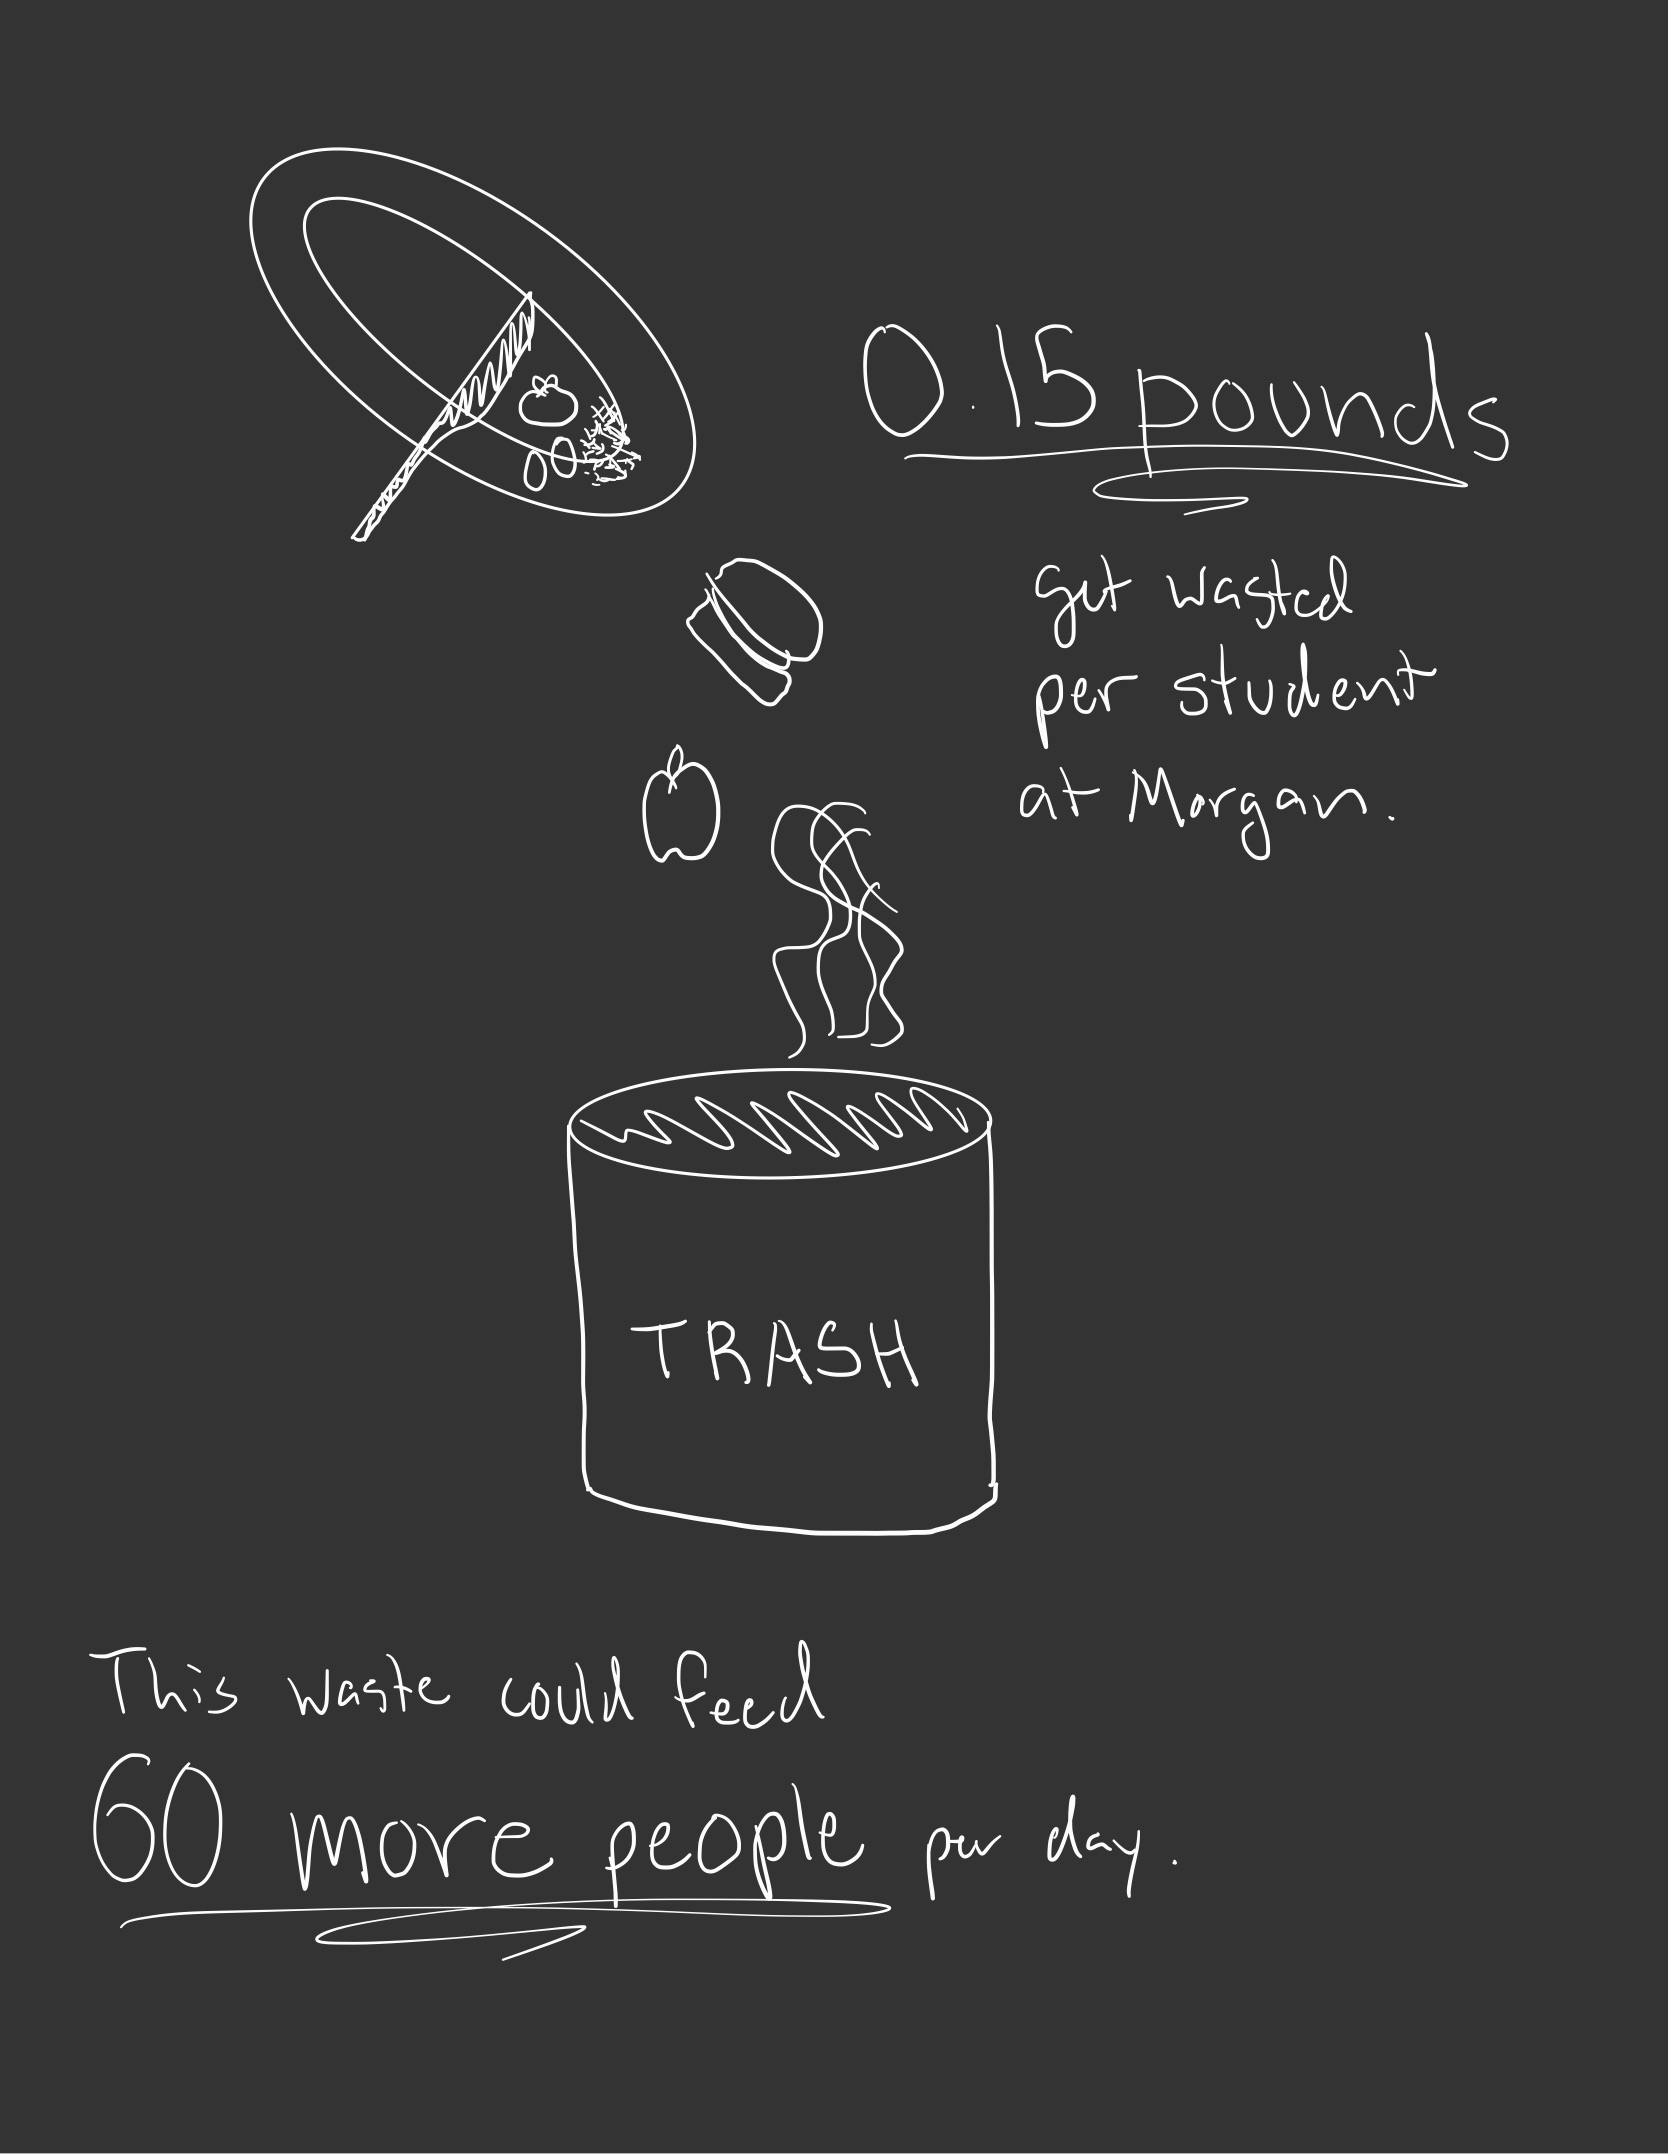 0.15 pounds
get wasted
per student
at Morgan.
TRASH
This waste could feed
60 more people per day.